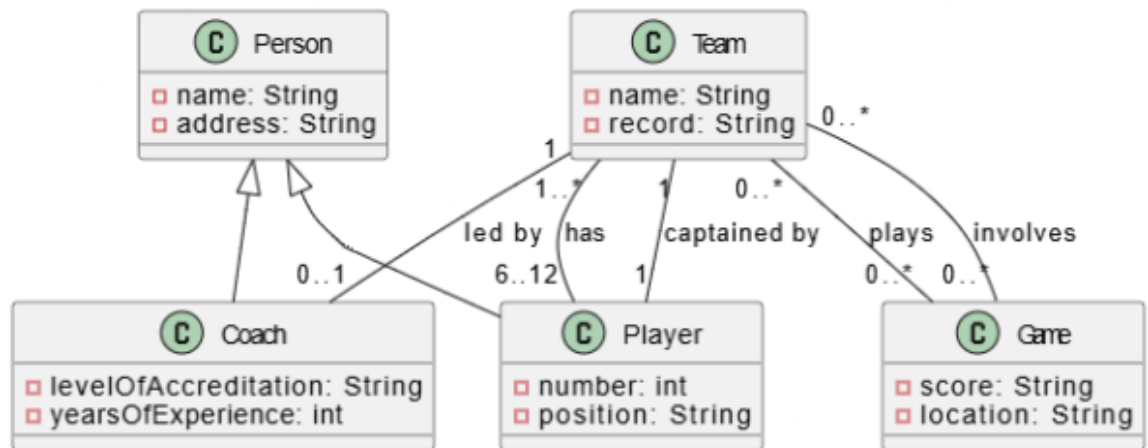 C Person
name: String
address: String
C Team
name: String
record: String
0..*
1
1..*
1
0..*
led by
has
captained by
plays
involves
0..1
6..12
1
0..*
0..*
C Coach
levelOfAccreditation: String
yearsOfExperience: int
C Player
number: int
position: String
C Game
score: String
location: String